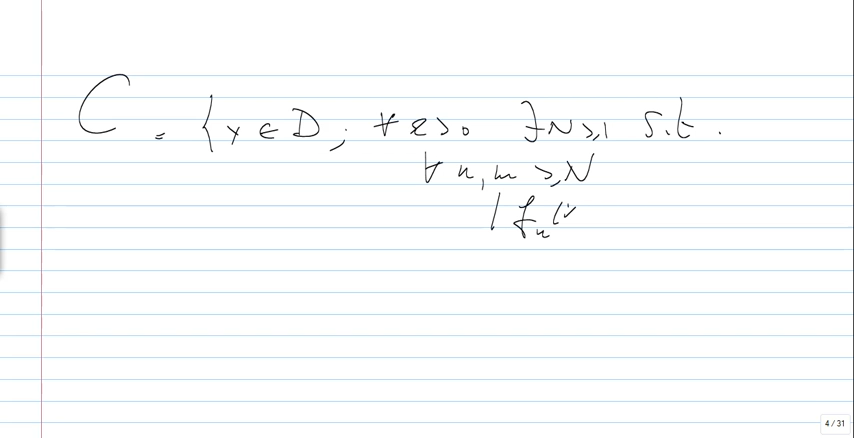 C = { x ∈ D ; ∀ ε > 0 ∃ N ≥ 1 s.t.
∀ n, m ≥ N
| f_n (x
4 / 31